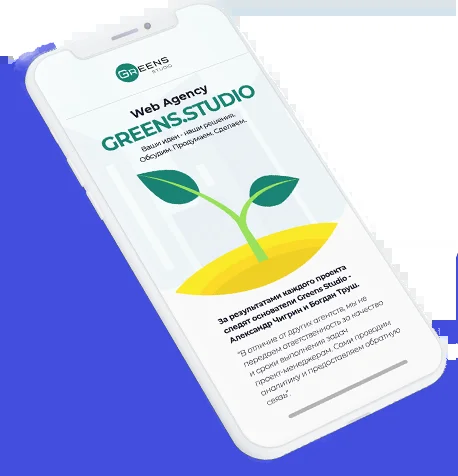 GREENS
STUDIO
Web Agency
GREENS.STUDIO
Ваши идеи - наши решения.
Обсудим. Продумаем. Сделаем.
За результатами каждого проекта
следят основатели Greens Studio -
Александр Чигрин и Богдан Труш.
"В отличие от других агентств, мы не
передаем ответственность за качество
и сроки выполнения задач
проект-менеджерам. Сами проводим
аналитику и предоставляем обратную
связь".